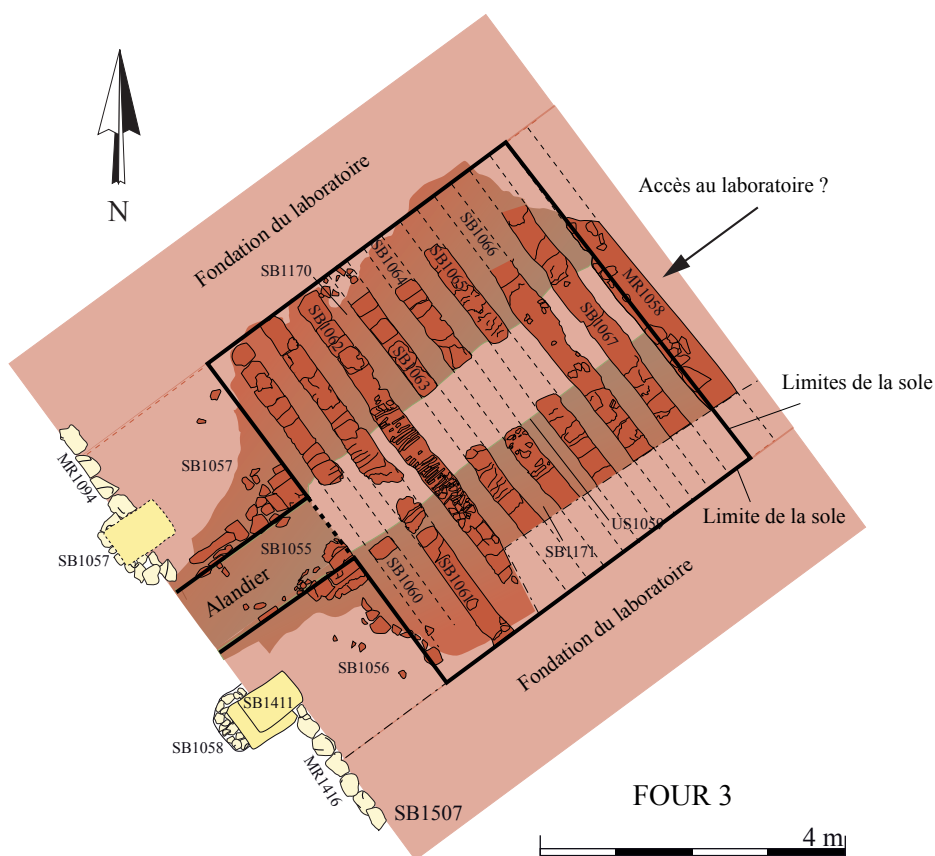 N
Fondation du laboratoire
Accès au laboratoire ?
SB1170
SB1064
SB1065
SB1066
MR1058
SB1062
SB1063
SB1067
Limites de la sole
SB1057
MR1094
SB1057
SB1055
Alandier
SB1060
SB1061
SB1171
US1059
Limite de la sole
Fondation du laboratoire
SB1056
SB1411
SB1058
MR1416
SB1507
FOUR 3
4 m